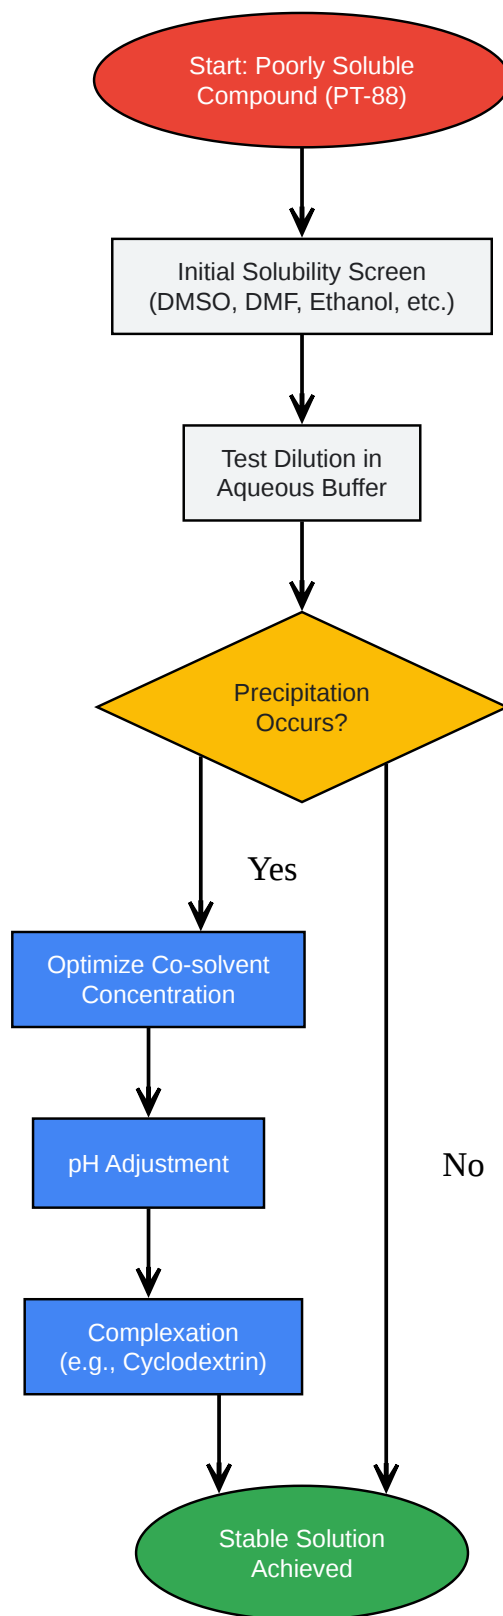 Start: Poorly Soluble
Compound (PT-88)
Initial Solubility Screen
(DMSO, DMF, Ethanol, etc.)
Test Dilution in
Aqueous Buffer
Precipitation
Occurs?
Yes
Optimize Co-solvent
Concentration
pH Adjustment
No
Complexation
(e.g., Cyclodextrin)
Stable Solution
Achieved